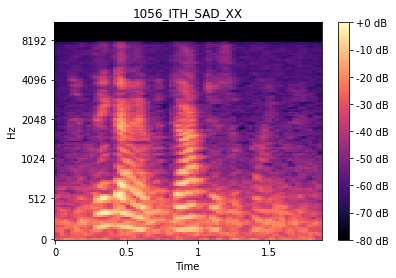 1056_ITH_SAD_XX
+0 dB
8192
-10 dB
4096
-20 dB
-30 dB
2048
Hz
-40 dB
1024
-50 dB
512
-60 dB
-70 dB
0
-80 dB
0
0.5
1
1.5
Time